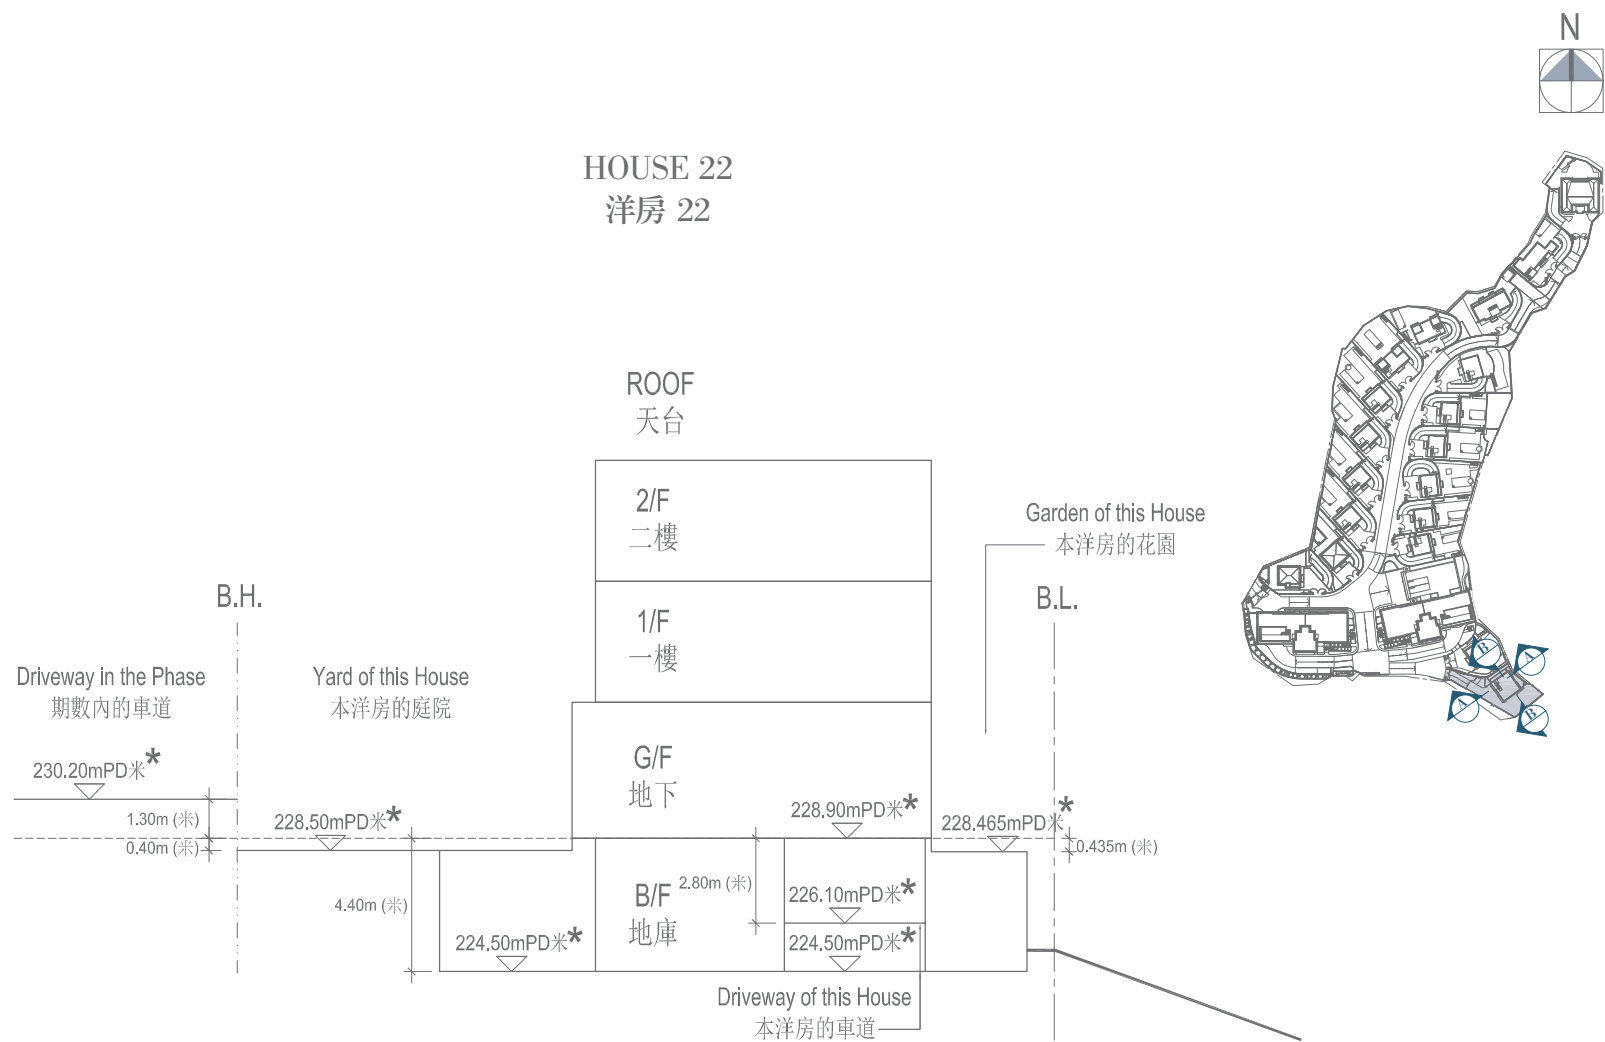 N
HOUSE 22
洋房 22
ROOF
天台
2/F
二樓
Garden of this House
本洋房的花園
B.H.
B.L.
1/F
一樓
Driveway in the Phase
期數內的車道
Yard of this House
本洋房的庭院
B
A
A
B
230.20mPD米*
G/F
地下
1.30m (米)
228.50mPD米*
228.90mPD米*
228.465mPD米*
0.40m (米)
0.435m (米)
2.80m (米)
B/F
地庫
226.10mPD米*
4.40m (米)
224.50mPD米*
224.50mPD米*
Driveway of this House
本洋房的車道